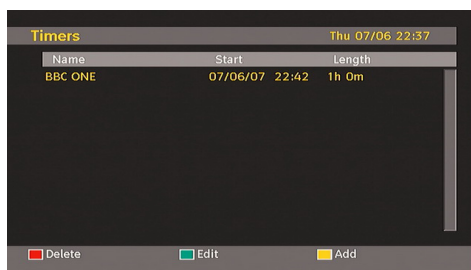 Timers Thu 07/06 22:37
Name Start Length
BBC ONE 07/06/07 22:42 1h 0m
Delete Edit Add